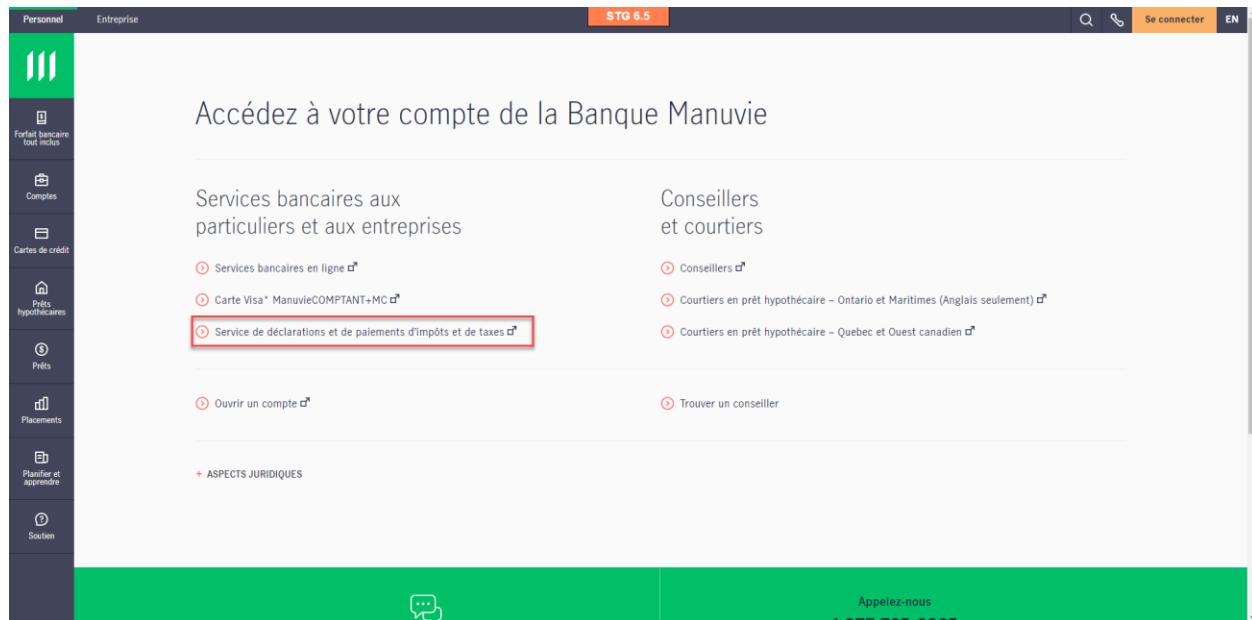 Personnel
Entreprise
STG 6.5
Se connecter
EN
Forfait bancaire
tout inclus
Comptes
Cartes de crédit
Prêts
hypothécaires
Prêts
Placements
Planifier et
apprendre
Soutien
Accédez à votre compte de la Banque Manuvie
Services bancaires aux
particuliers et aux entreprises
Services bancaires en ligne
Carte Visa* ManuvieCOMPTANT+MC
Service de déclarations et de paiements d'impôts et de taxes
Ouvrir un compte
Conseillers
et courtiers
Conseillers
Courtiers en prêt hypothécaire – Ontario et Maritimes (Anglais seulement)
Courtiers en prêt hypothécaire – Quebec et Ouest canadien
Trouver un conseiller
+ ASPECTS JURIDIQUES
Appelez-nous